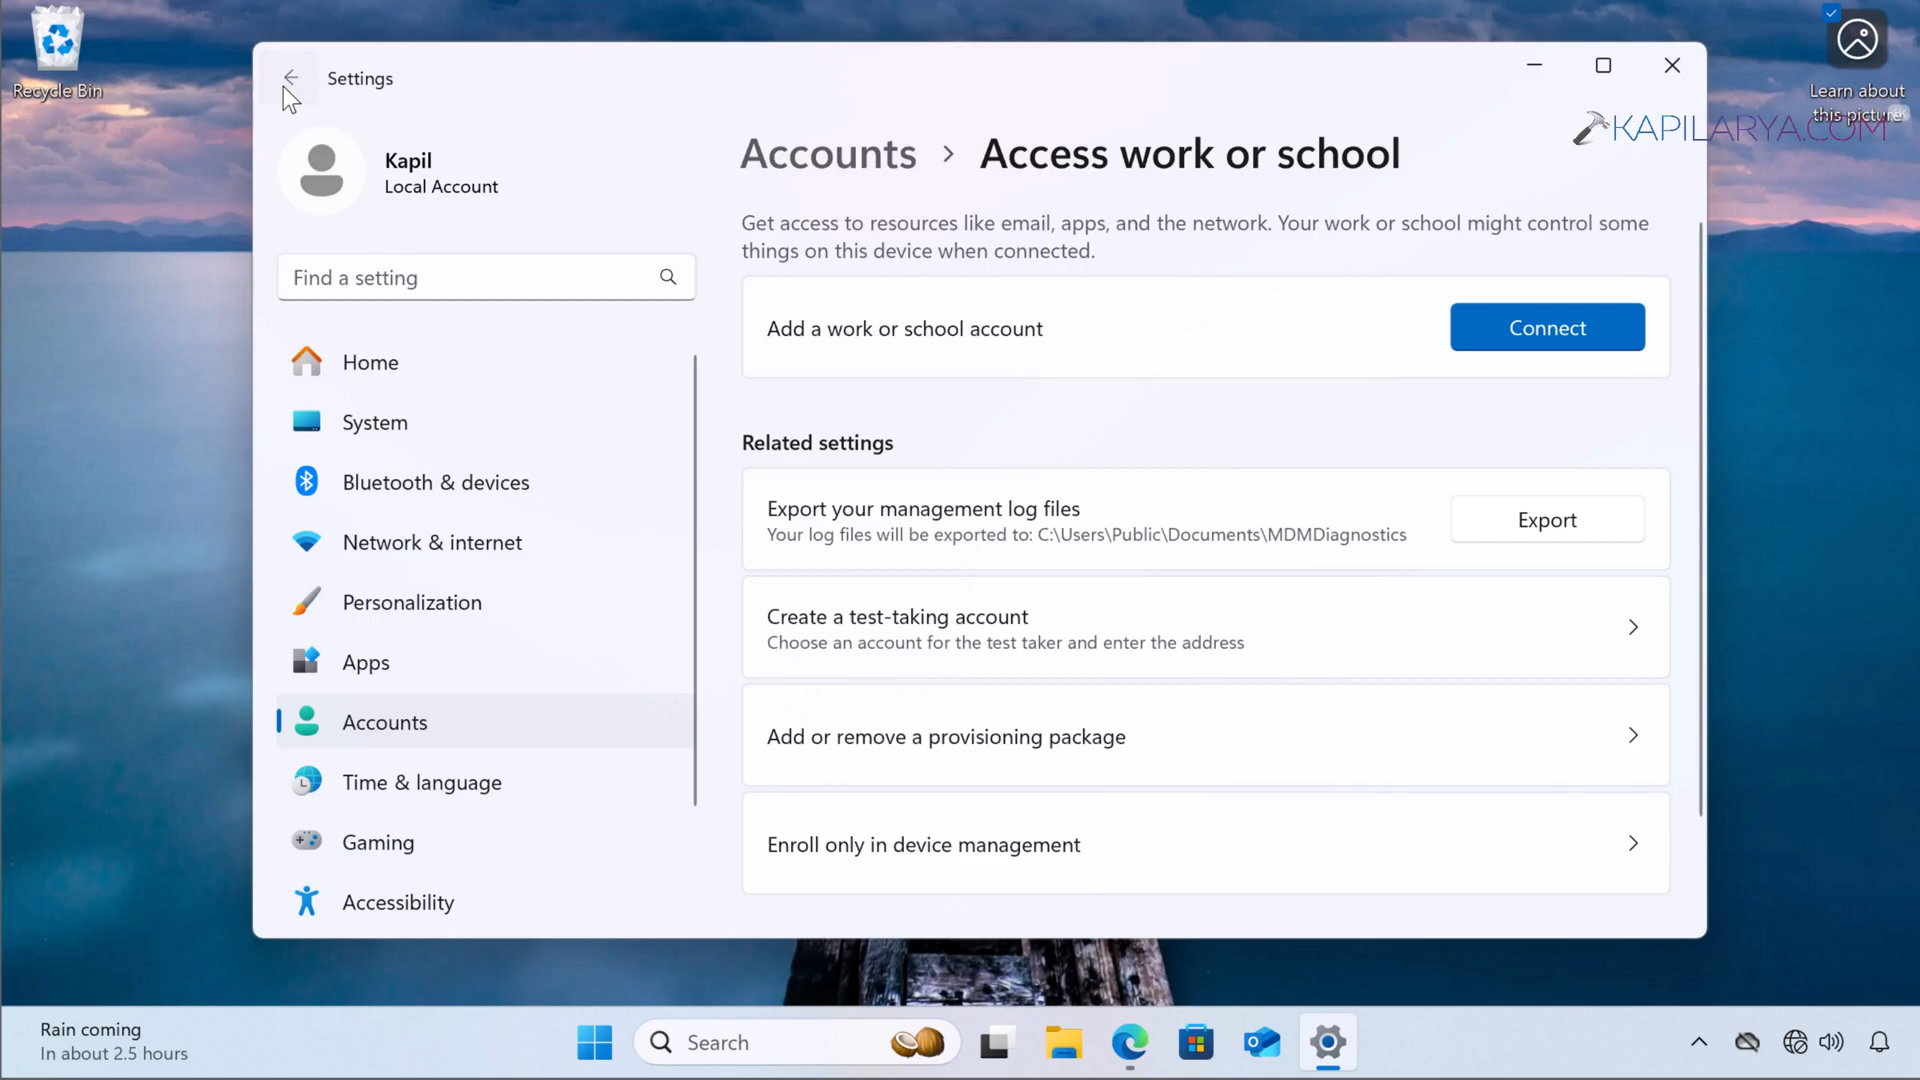 Recycle Bin
Learn about
this picture
KAPILARYA.COM
Settings
Kapil
Local Account
Find a setting
Home
System
Bluetooth & devices
Network & internet
Personalization
Apps
Accounts
Time & language
Gaming
Accessibility
Accounts > Access work or school
Get access to resources like email, apps, and the network. Your work or school might control some
things on this device when connected.
Add a work or school account
Connect
Related settings
Export your management log files
Your log files will be exported to: C:\Users\Public\Documents\MDMDiagnostics
Export
Create a test-taking account
Choose an account for the test taker and enter the address
Add or remove a provisioning package
Enroll only in device management
Rain coming
In about 2.5 hours
Search